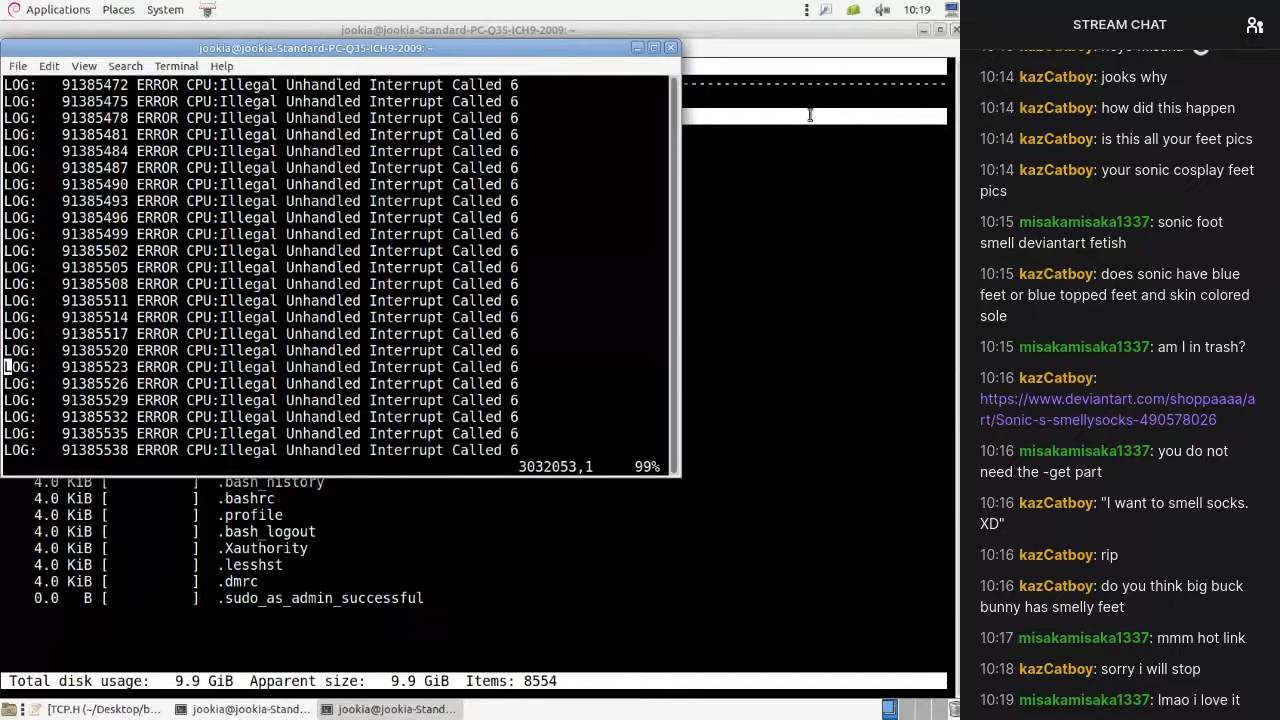 Applications Places System 10:19
jookia@jookia-Standard-PC-Q35-ICH9-2009: ~
jookia@jookia-Standard-PC-Q35-ICH9-2009: ~
File Edit View Search Terminal Help
LOG: 91385472 ERROR CPU:Illegal Unhandled Interrupt Called 6
LOG: 91385475 ERROR CPU:Illegal Unhandled Interrupt Called 6
LOG: 91385478 ERROR CPU:Illegal Unhandled Interrupt Called 6
LOG: 91385481 ERROR CPU:Illegal Unhandled Interrupt Called 6
LOG: 91385484 ERROR CPU:Illegal Unhandled Interrupt Called 6
LOG: 91385487 ERROR CPU:Illegal Unhandled Interrupt Called 6
LOG: 91385490 ERROR CPU:Illegal Unhandled Interrupt Called 6
LOG: 91385493 ERROR CPU:Illegal Unhandled Interrupt Called 6
LOG: 91385496 ERROR CPU:Illegal Unhandled Interrupt Called 6
LOG: 91385499 ERROR CPU:Illegal Unhandled Interrupt Called 6
LOG: 91385502 ERROR CPU:Illegal Unhandled Interrupt Called 6
LOG: 91385505 ERROR CPU:Illegal Unhandled Interrupt Called 6
LOG: 91385508 ERROR CPU:Illegal Unhandled Interrupt Called 6
LOG: 91385511 ERROR CPU:Illegal Unhandled Interrupt Called 6
LOG: 91385514 ERROR CPU:Illegal Unhandled Interrupt Called 6
LOG: 91385517 ERROR CPU:Illegal Unhandled Interrupt Called 6
LOG: 91385520 ERROR CPU:Illegal Unhandled Interrupt Called 6
LOG: 91385523 ERROR CPU:Illegal Unhandled Interrupt Called 6
LOG: 91385526 ERROR CPU:Illegal Unhandled Interrupt Called 6
LOG: 91385529 ERROR CPU:Illegal Unhandled Interrupt Called 6
LOG: 91385532 ERROR CPU:Illegal Unhandled Interrupt Called 6
LOG: 91385535 ERROR CPU:Illegal Unhandled Interrupt Called 6
LOG: 91385538 ERROR CPU:Illegal Unhandled Interrupt Called 6
3032053,1 99%
4.0 KiB [ ] .bash_history
4.0 KiB [ ] .bashrc
4.0 KiB [ ] .profile
4.0 KiB [ ] .bash_logout
4.0 KiB [ ] .Xauthority
4.0 KiB [ ] .lesshst
4.0 KiB [ ] .dmrc
0.0 B [ ] .sudo_as_admin_successful
Total disk usage: 9.9 GiB Apparent size: 9.9 GiB Items: 8554
[TCP.H (~/Desktop/b... jookia@jookia-Stand... jookia@jookia-Stand...
STREAM CHAT
10:14 kazCatboy: jooks why
10:14 kazCatboy: how did this happen
10:14 kazCatboy: is this all your feet pics
10:14 kazCatboy: your sonic cosplay feet
pics
10:15 misakamisaka1337: sonic foot
smell deviantart fetish
10:15 kazCatboy: does sonic have blue
feet or blue topped feet and skin colored
sole
10:15 misakamisaka1337: am I in trash?
10:16 kazCatboy:
https://www.deviantart.com/shoppaaaa/a
rt/Sonic-s-smellysocks-490578026
10:16 misakamisaka1337: you do not
need the -get part
10:16 kazCatboy: "I want to smell socks.
XD"
10:16 kazCatboy: rip
10:16 kazCatboy: do you think big buck
bunny has smelly feet
10:17 misakamisaka1337: mmm hot link
10:18 kazCatboy: sorry i will stop
10:19 misakamisaka1337: lmao i love it